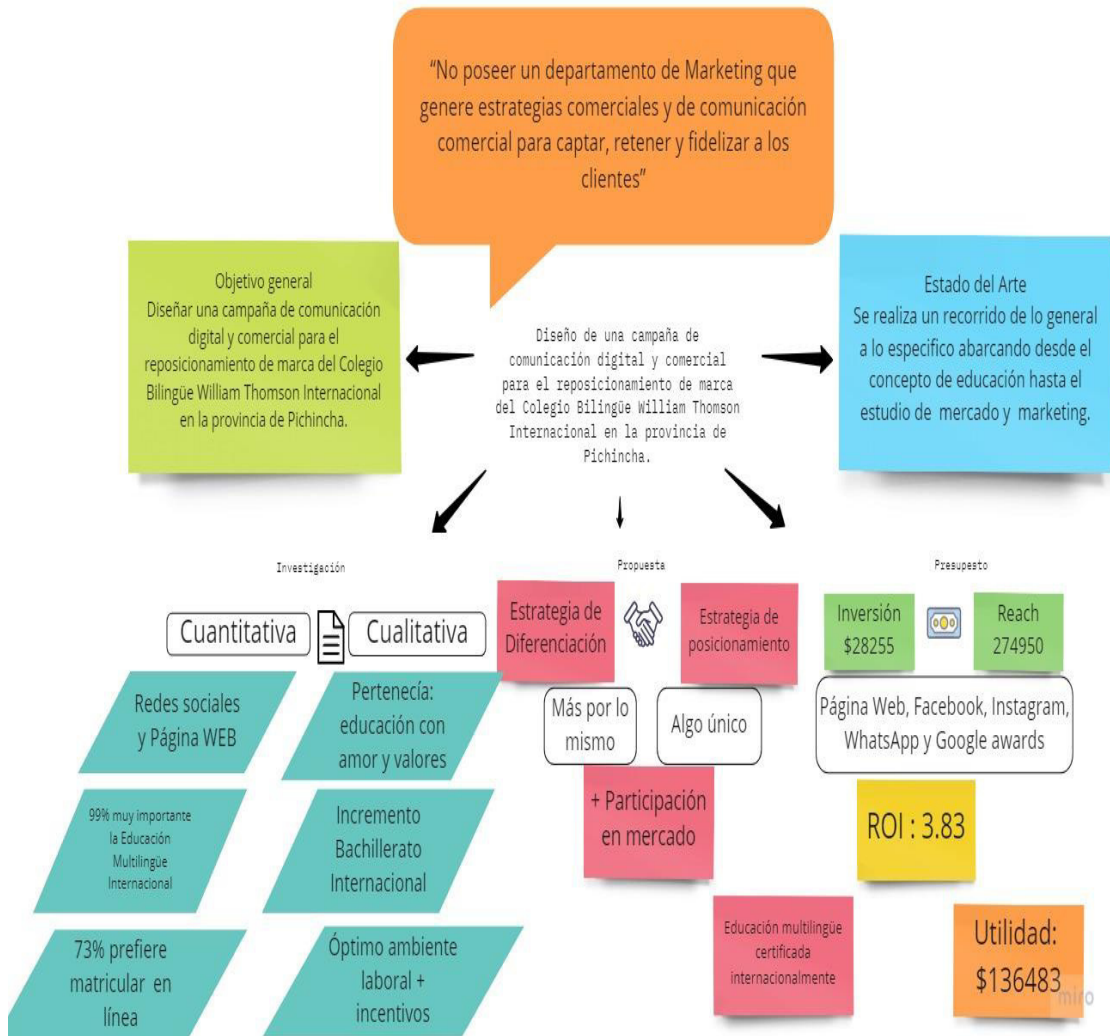 “No poseer un departamento de Marketing que
genere estrategias comerciales y de comunicación
comercial para captar, retener y fidelizar a los
clientes”
Objetivo general
Diseñar una campaña de comunicación
digital y comercial para el
reposicionamiento de marca del Colegio
Bilingüe William Thomson Internacional
en la provincia de Pichincha.
Diseño de una campaña de
comunicación digital y comercial
para el reposicionamiento de marca
del Colegio Bilingüe William Thomson
Internacional en la provincia de
Pichincha.
Estado del Arte
Se realiza un recorrido de lo general
a lo especifico abarcando desde el
concepto de educación hasta el
estudio de mercado y marketing.
Investigación
Cuantitativa
Cualitativa
Redes sociales
y Página WEB
Pertenecía:
educación con
amor y valores
99% muy importante
la Educación
Multilingüe
Internacional
Incremento
Bachillerato
Internacional
73% prefiere
matricular en
línea
Óptimo ambiente
laboral +
incentivos
Propuesta
Estrategia de
Diferenciación
Estrategia de
posicionamiento
Más por lo
mismo
Algo único
+ Participación
en mercado
Educación multilingüe
certificada
internacionalmente
Presupesto
Inversión
$28255
Reach
274950
Página Web, Facebook, Instagram,
WhatsApp y Google awards
ROI : 3.83
Utilidad:
$136483
miro